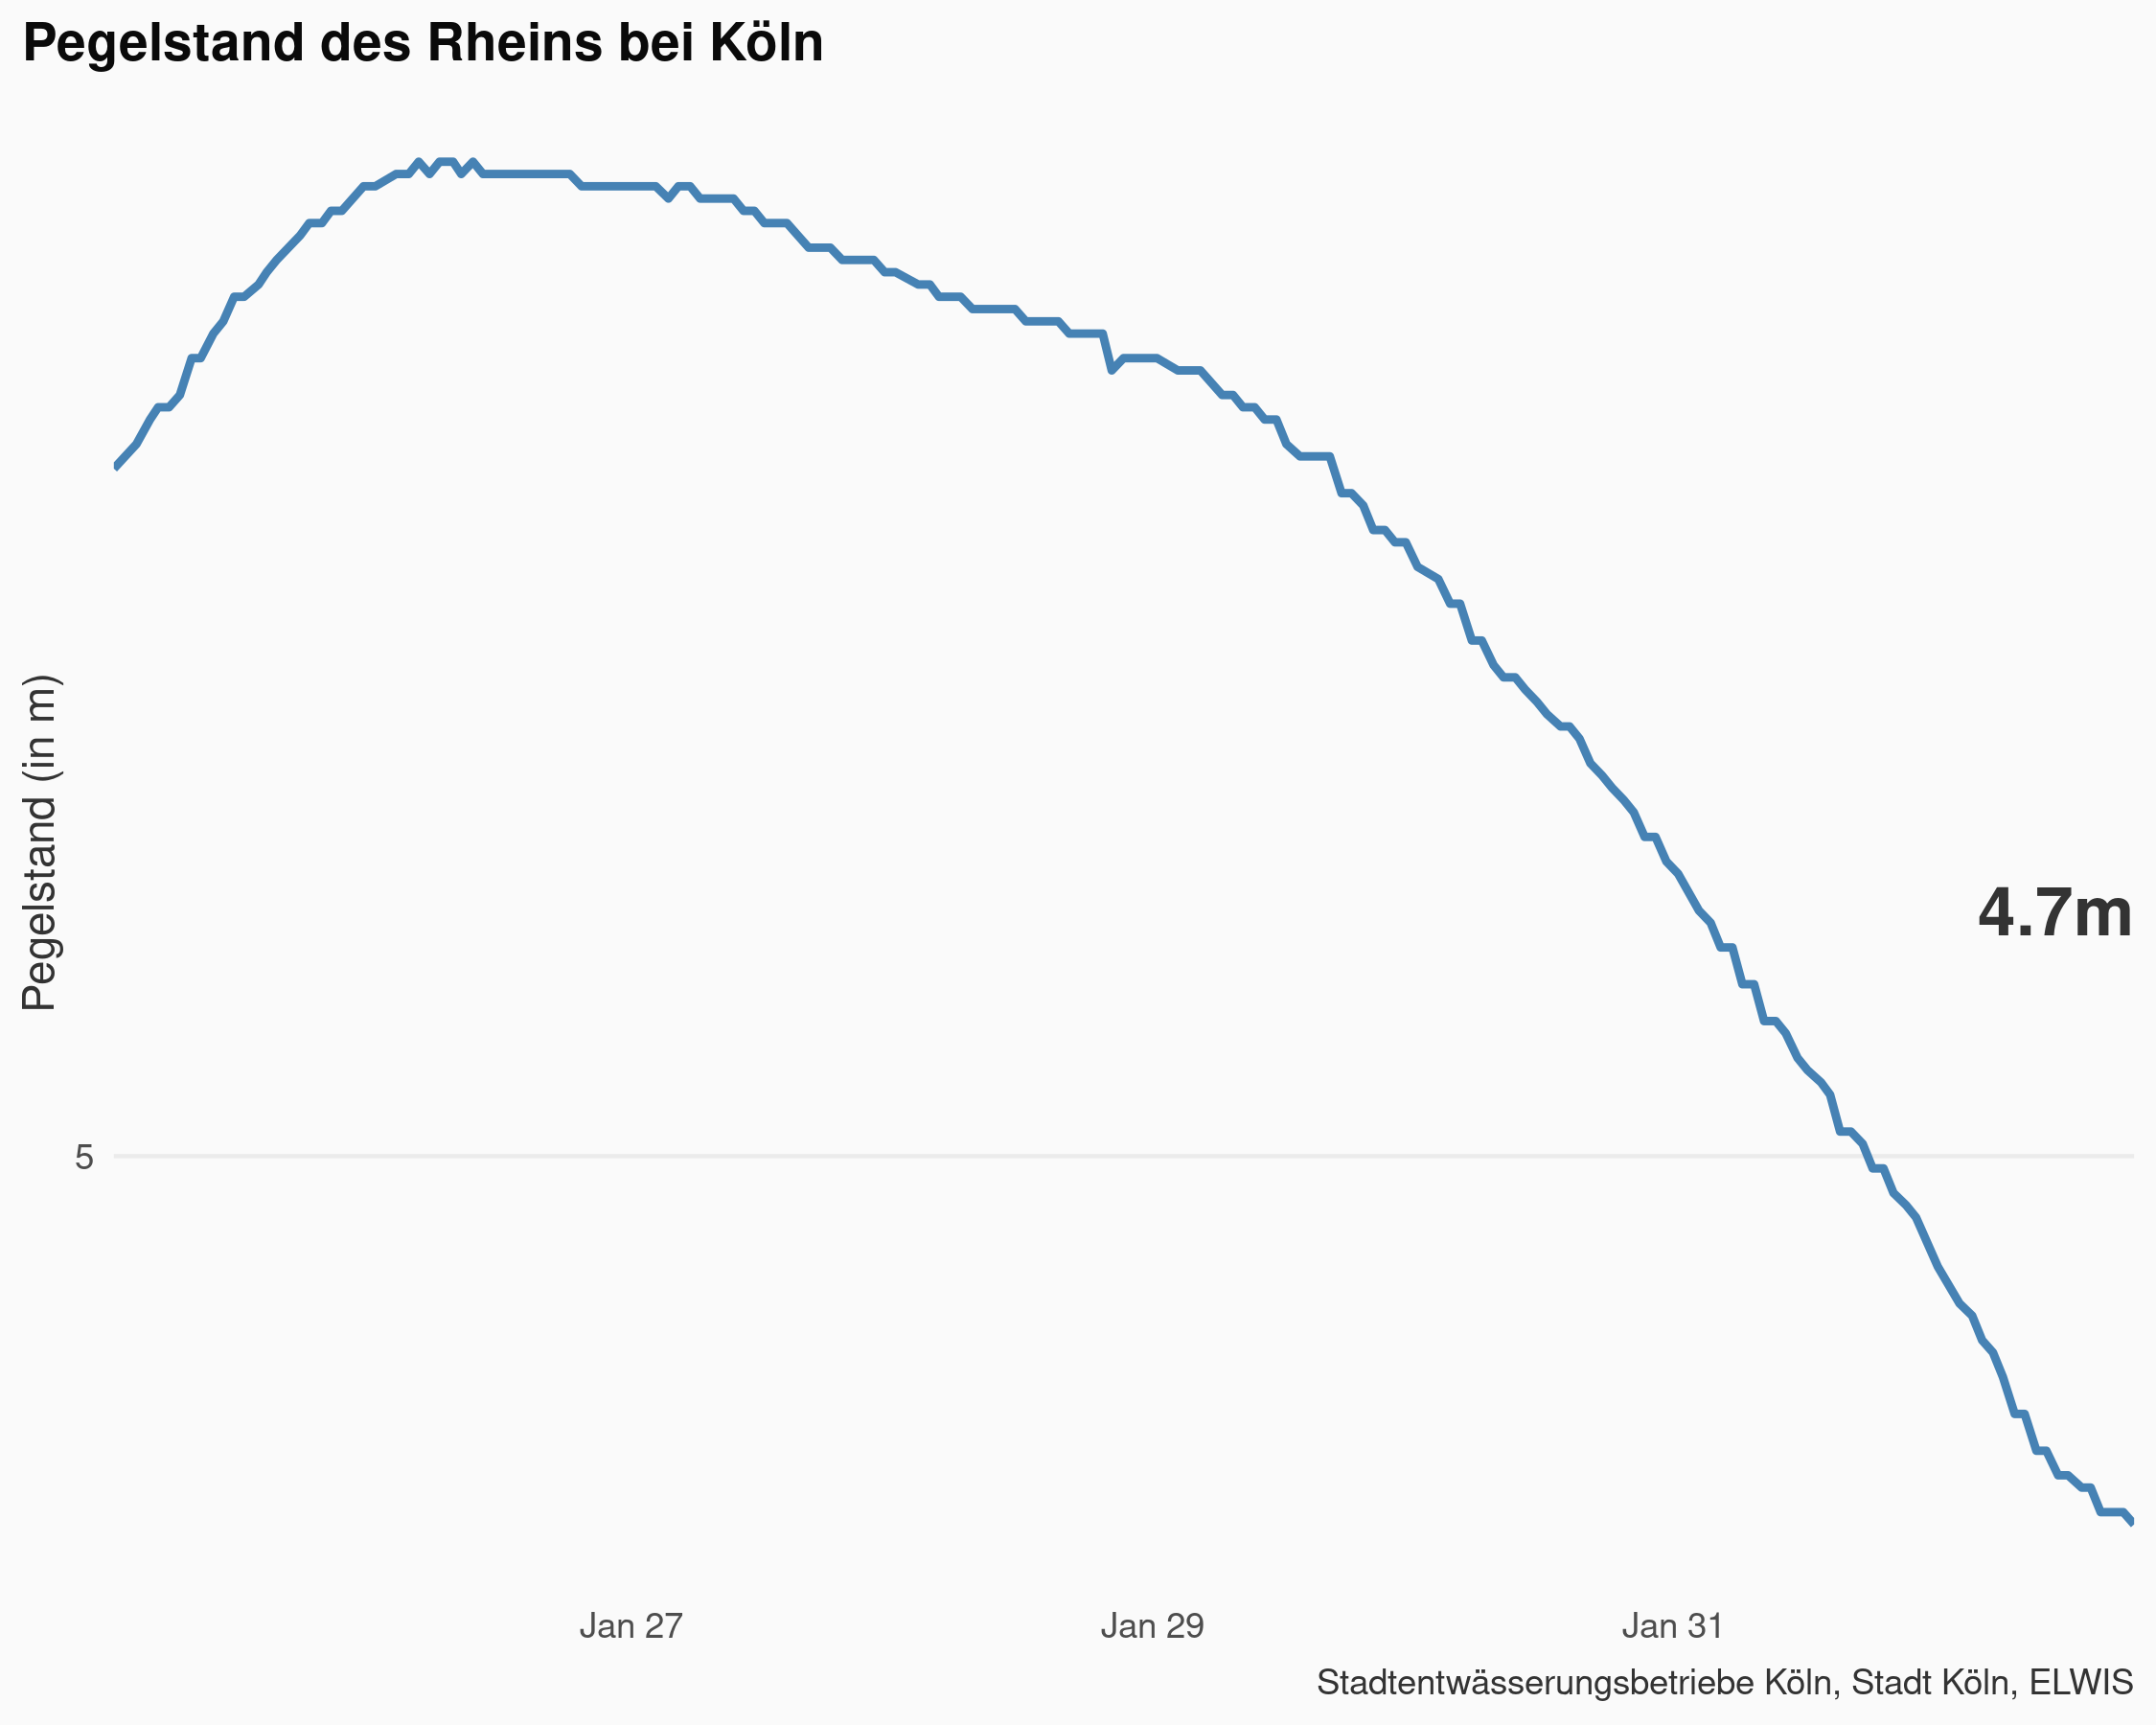 Pegelstand des Rheins bei Köln
Pegelstand (in m)
4.7m
5
Jan 27
Jan 29
Jan 31
Stadtentwässerungsbetriebe Köln, Stadt Köln, ELWIS